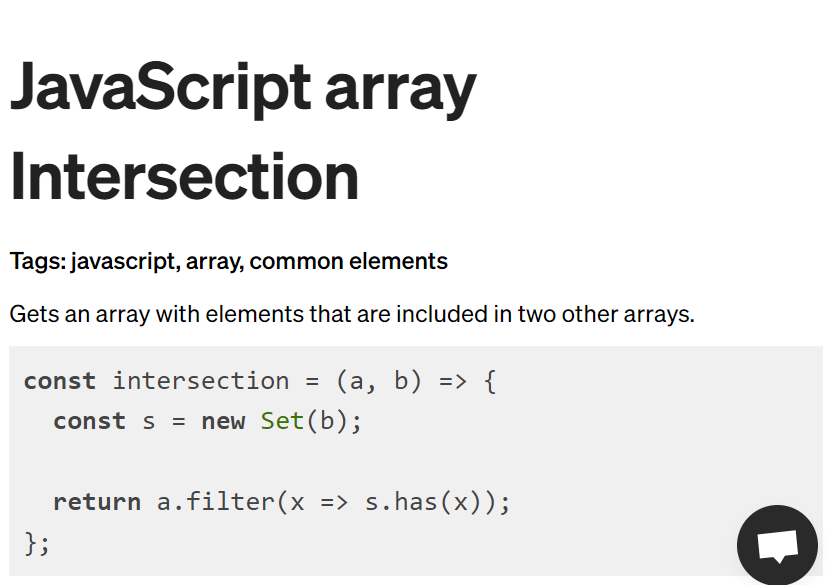 JavaScript array
Intersection
Tags: javascript, array, common elements
Gets an array with elements that are included in two other arrays.
const intersection = (a, b) => {
  const s = new Set(b);
  return a.filter(x => s.has(x));
};